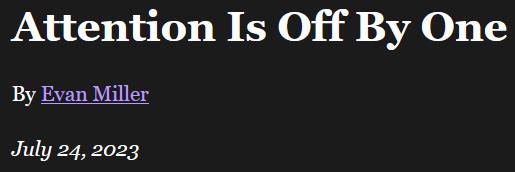 Attention Is Off By One
By Evan Miller
July 24, 2023